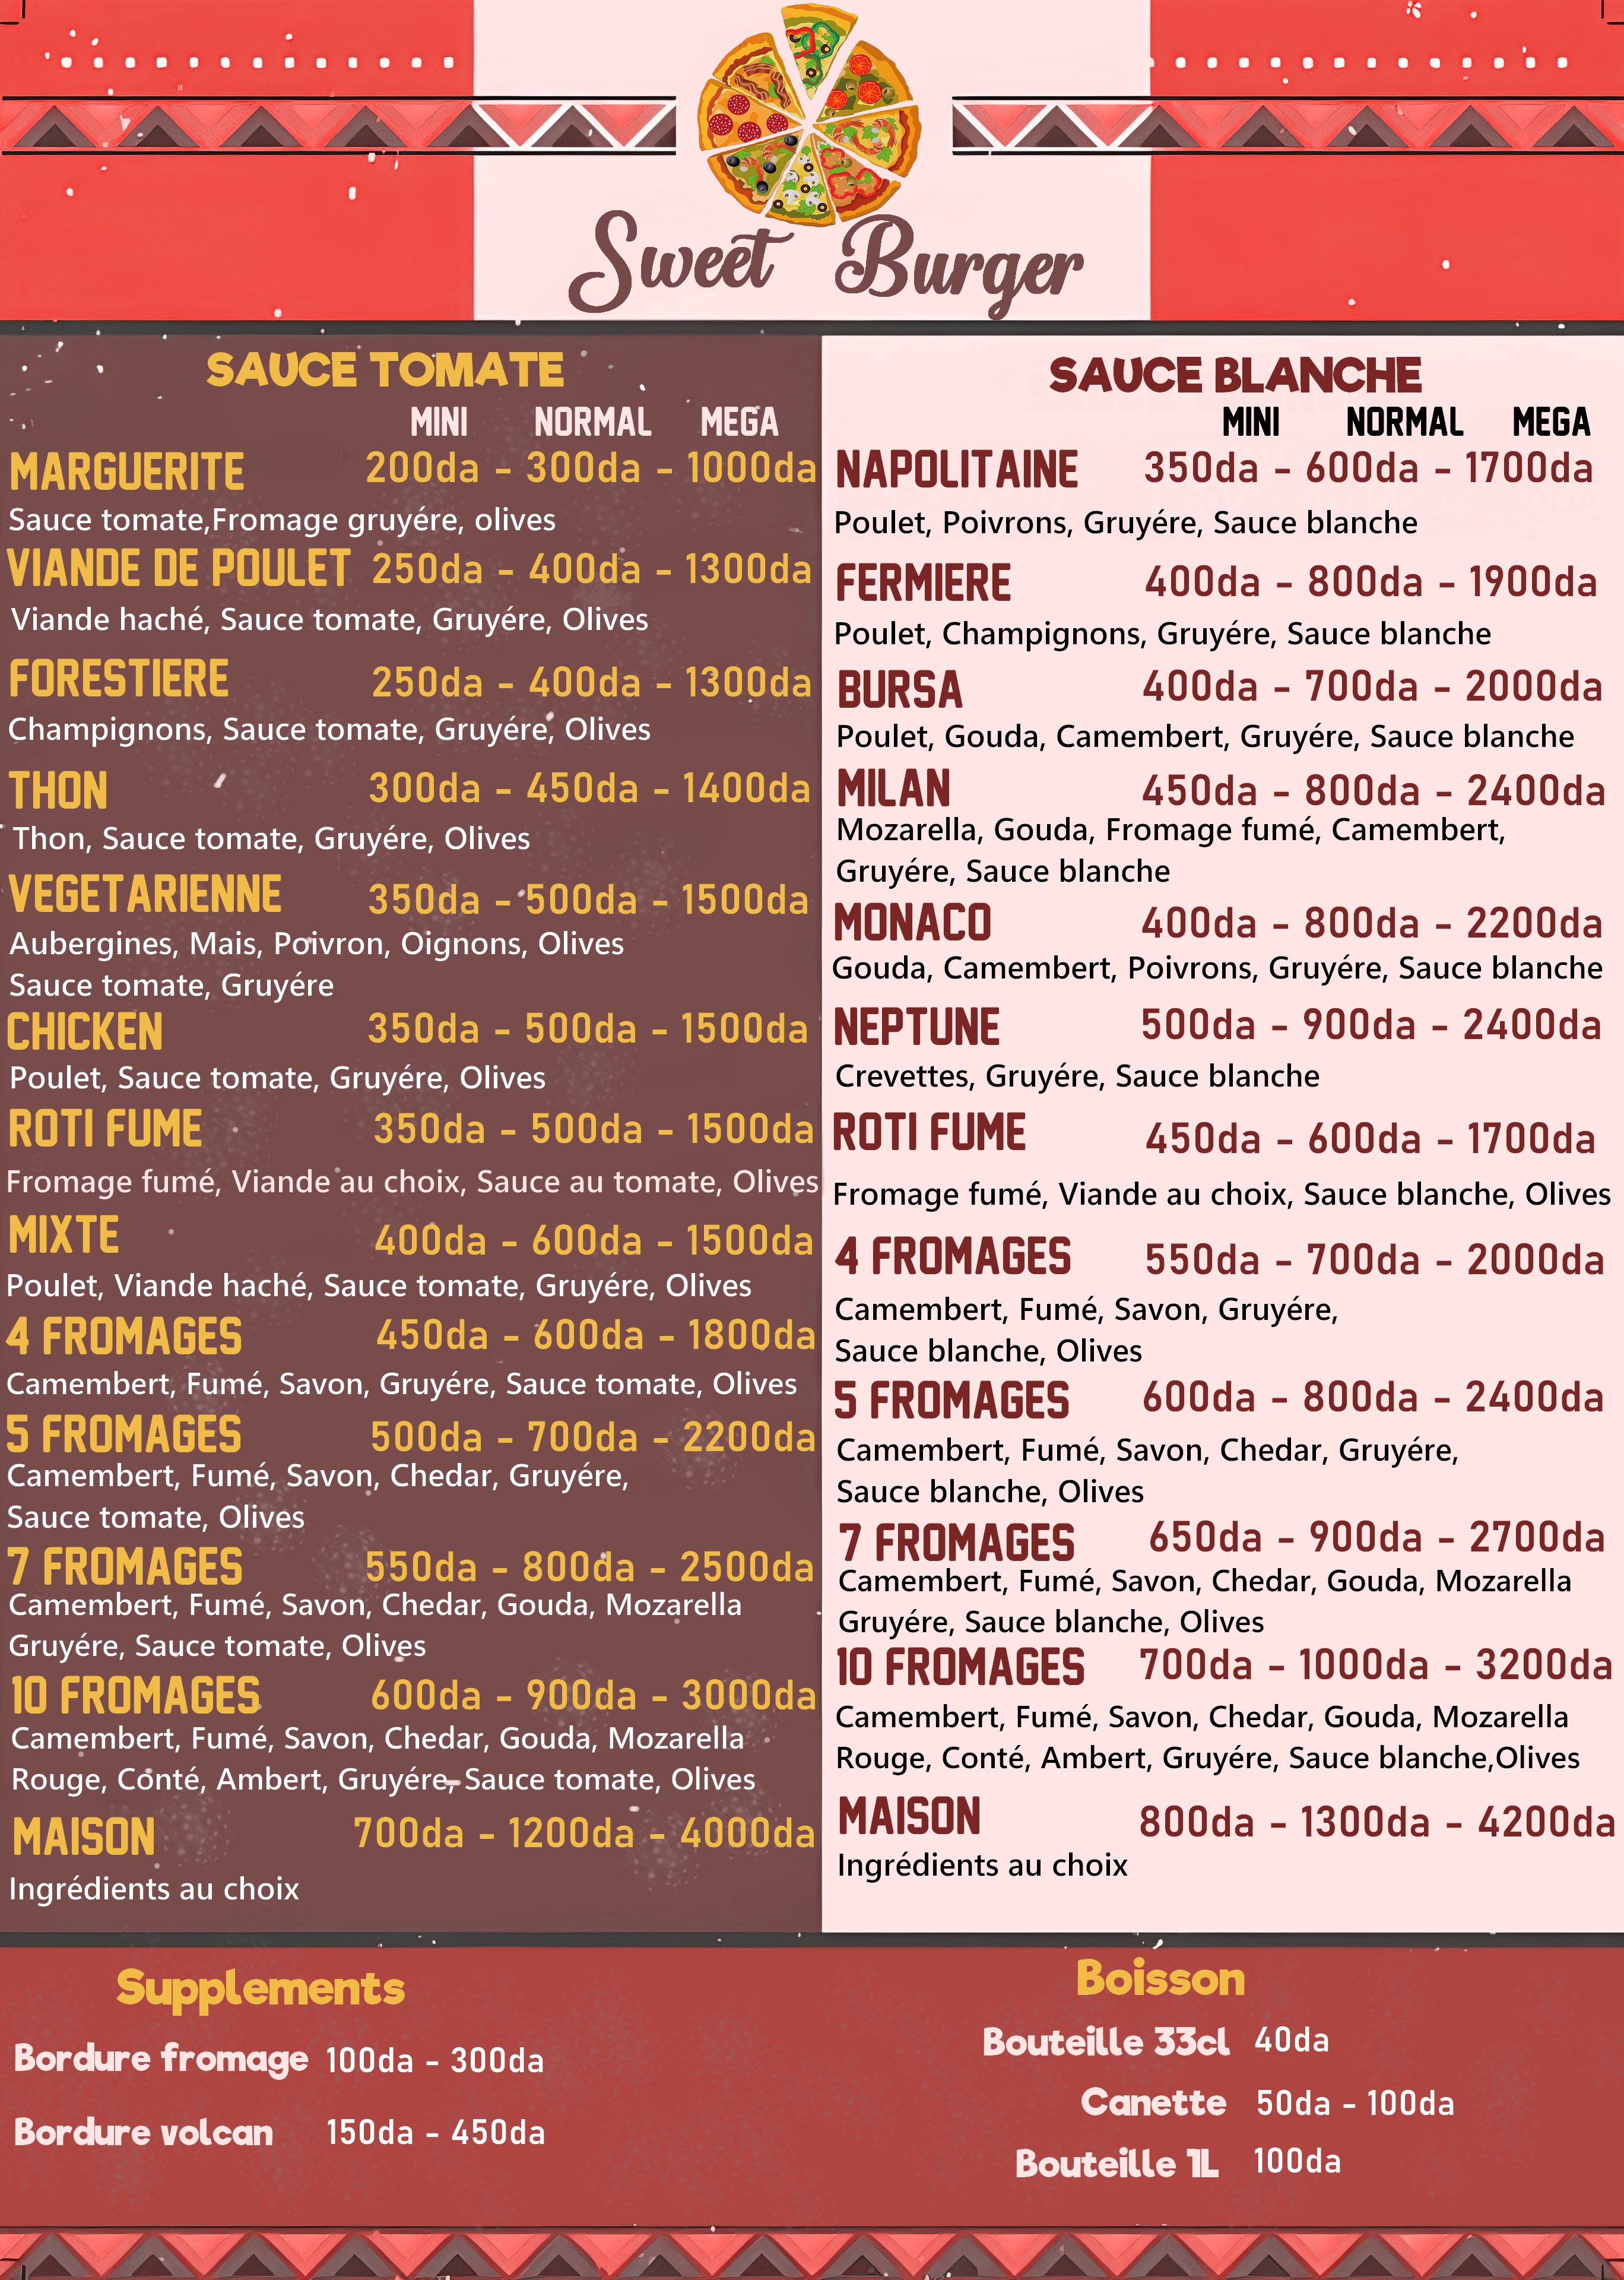 Sweet Burger
SAUCE TOMATE
MINI NORMAL MEGA
MARGUERITE 200da - 300da - 1000da
Sauce tomate,Fromage gruyére, olives
VIANDE DE POULET 250da - 400da - 1300da
Viande haché, Sauce tomate, Gruyére, Olives
FORESTIERE 250da - 400da - 1300da
Champignons, Sauce tomate, Gruyére, Olives
THON 300da - 450da - 1400da
Thon, Sauce tomate, Gruyére, Olives
VEGETARIENNE 350da - 500da - 1500da
Aubergines, Mais, Poivron, Oignons, Olives
Sauce tomate, Gruyére
CHICKEN 350da - 500da - 1500da
Poulet, Sauce tomate, Gruyére, Olives
ROTI FUME 350da - 500da - 1500da
Fromage fumé, Viande au choix, Sauce au tomate, Olives
MIXTE 400da - 600da - 1500da
Poulet, Viande haché, Sauce tomate, Gruyére, Olives
4 FROMAGES 450da - 600da - 1800da
Camembert, Fumé, Savon, Gruyére, Sauce tomate, Olives
5 FROMAGES 500da - 700da - 2200da
Camembert, Fumé, Savon, Chedar, Gruyére,
Sauce tomate, Olives
7 FROMAGES 550da - 800da - 2500da
Camembert, Fumé, Savon, Chedar, Gouda, Mozarella
Gruyére, Sauce tomate, Olives
10 FROMAGES 600da - 900da - 3000da
Camembert, Fumé, Savon, Chedar, Gouda, Mozarella
Rouge, Conté, Ambert, Gruyére, Sauce tomate, Olives
MAISON 700da - 1200da - 4000da
Ingrédients au choix
SAUCE BLANCHE
MINI NORMAL MEGA
NAPOLITAINE 350da - 600da - 1700da
Poulet, Poivrons, Gruyére, Sauce blanche
FERMIERE 400da - 800da - 1900da
Poulet, Champignons, Gruyére, Sauce blanche
BURSA 400da - 700da - 2000da
Poulet, Gouda, Camembert, Gruyére, Sauce blanche
MILAN 450da - 800da - 2400da
Mozarella, Gouda, Fromage fumé, Camembert,
Gruyére, Sauce blanche
MONACO 400da - 800da - 2200da
Gouda, Camembert, Poivrons, Gruyére, Sauce blanche
NEPTUNE 500da - 900da - 2400da
Crevettes, Gruyére, Sauce blanche
ROTI FUME 450da - 600da - 1700da
Fromage fumé, Viande au choix, Sauce blanche, Olives
4 FROMAGES 550da - 700da - 2000da
Camembert, Fumé, Savon, Gruyére,
Sauce blanche, Olives
5 FROMAGES 600da - 800da - 2400da
Camembert, Fumé, Savon, Chedar, Gruyére,
Sauce blanche, Olives
7 FROMAGES 650da - 900da - 2700da
Camembert, Fumé, Savon, Chedar, Gouda, Mozarella
Gruyére, Sauce blanche, Olives
10 FROMAGES 700da - 1000da - 3200da
Camembert, Fumé, Savon, Chedar, Gouda, Mozarella
Rouge, Conté, Ambert, Gruyére, Sauce blanche,Olives
MAISON 800da - 1300da - 4200da
Ingrédients au choix
Supplements
Bordure fromage 100da - 300da
Bordure volcan 150da - 450da
Boisson
Bouteille 33cl 40da
Canette 50da - 100da
Bouteille 1L 100da